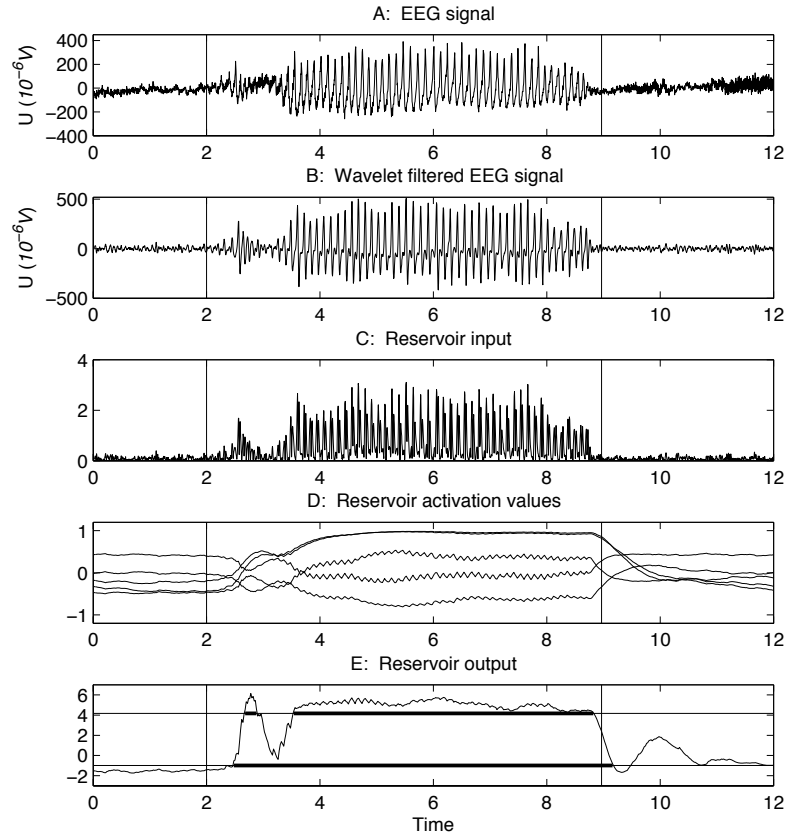 A: EEG signal
U (10⁻⁶V)
400
200
0
−200
−400
0 2 4 6 8 10 12
B: Wavelet filtered EEG signal
U (10⁻⁶V)
500
0
−500
0 2 4 6 8 10 12
C: Reservoir input
4
2
0
0 2 4 6 8 10 12
D: Reservoir activation values
1
0
−1
0 2 4 6 8 10 12
E: Reservoir output
6
4
2
0
−2
0 2 4 6 8 10 12
Time